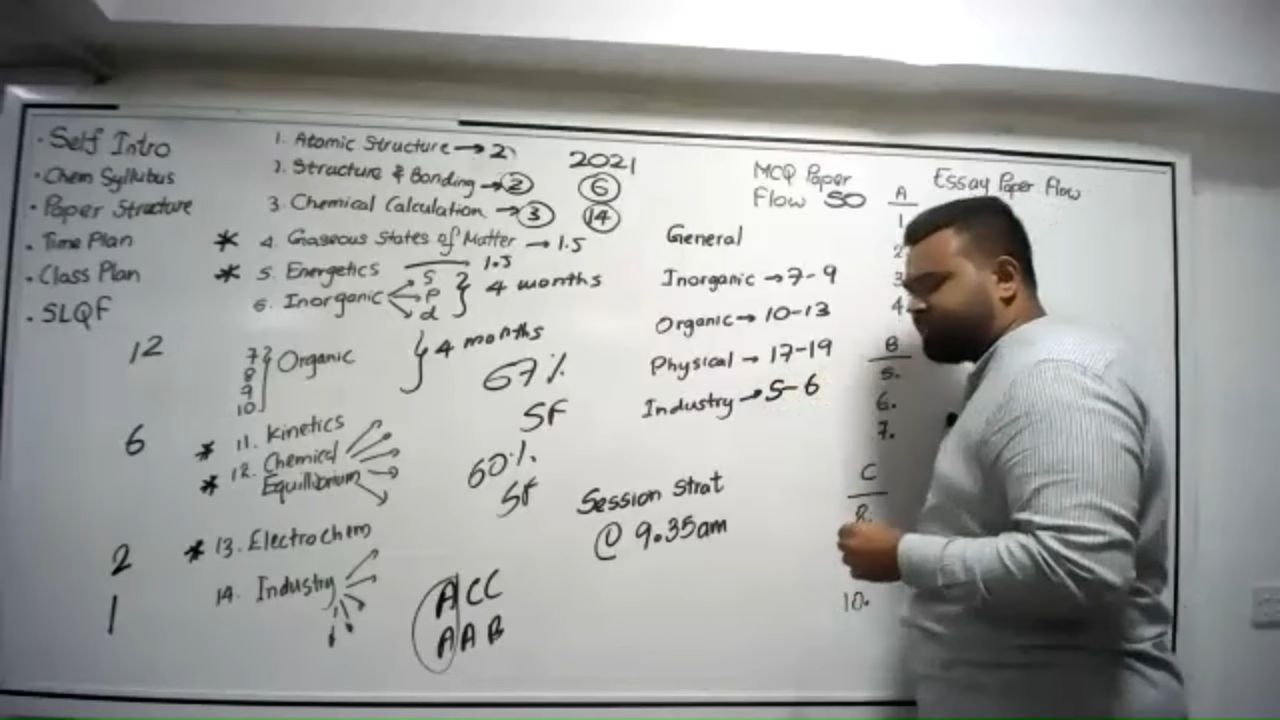 · Self Intro
· Chem Syllubus
· Paper Structure
· Time Plan
· Class Plan
· SLQF
12
6
2
1
1. Atomic Structure → 2
2. Structure & Bonding → 2
3. Chemical Calculation → 3
* 4. Gaseous States of Matter → 1.5
* 5. Energetics — 1.5
6. Inorganic s p d } 4 months
7 8 9 10 Organic } 4 months
* 11. Kinetics
* 12. Chemical
Equillibrium
* 13. Electrochem
14. Industry
67%
SF
60%
SF
ACC
AAB
2021
6
14
General
Inorganic → 7-9
Organic → 10-13
Physical → 17-19
Industry → 5-6
Session Strat
@ 9.35am
MCQ Paper
Flow 50
Essay Paper Flow
A
1
2
3
4.
B
5.
6.
7.
C
8.
10.